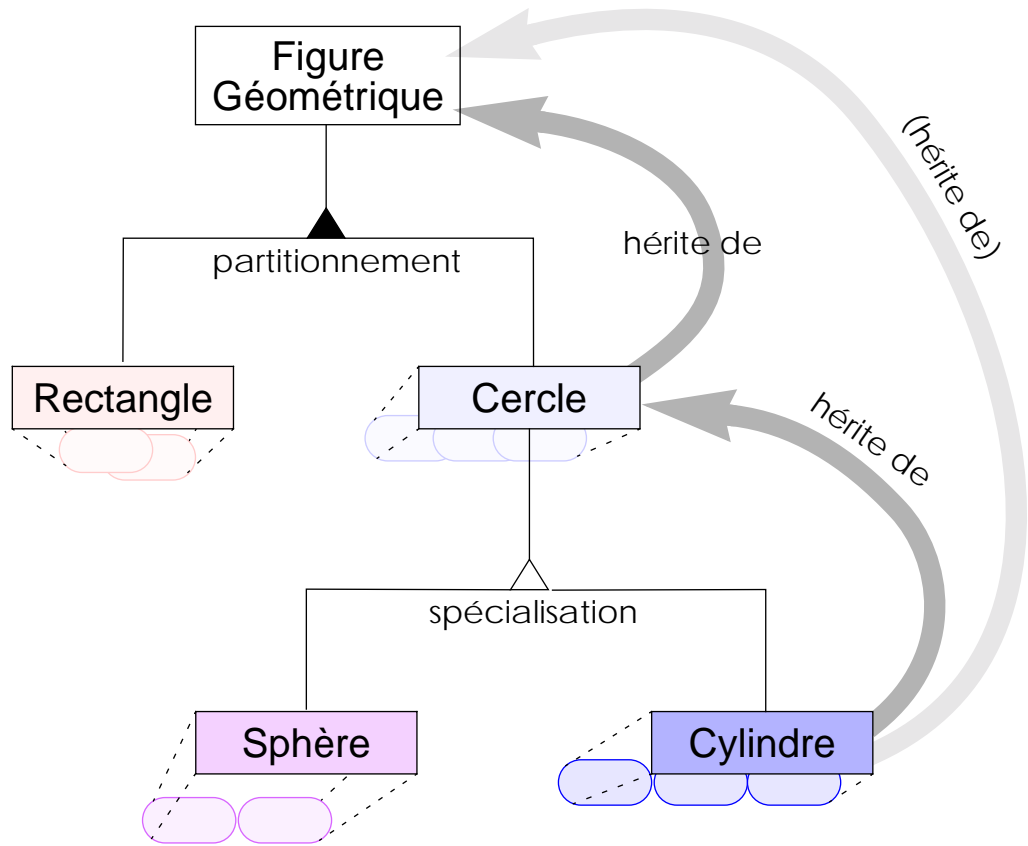 Figure
Géométrique
(hérite de)
hérite de
partitionnement
Rectangle
Cercle
hérite de
spécialisation
Sphère
Cylindre